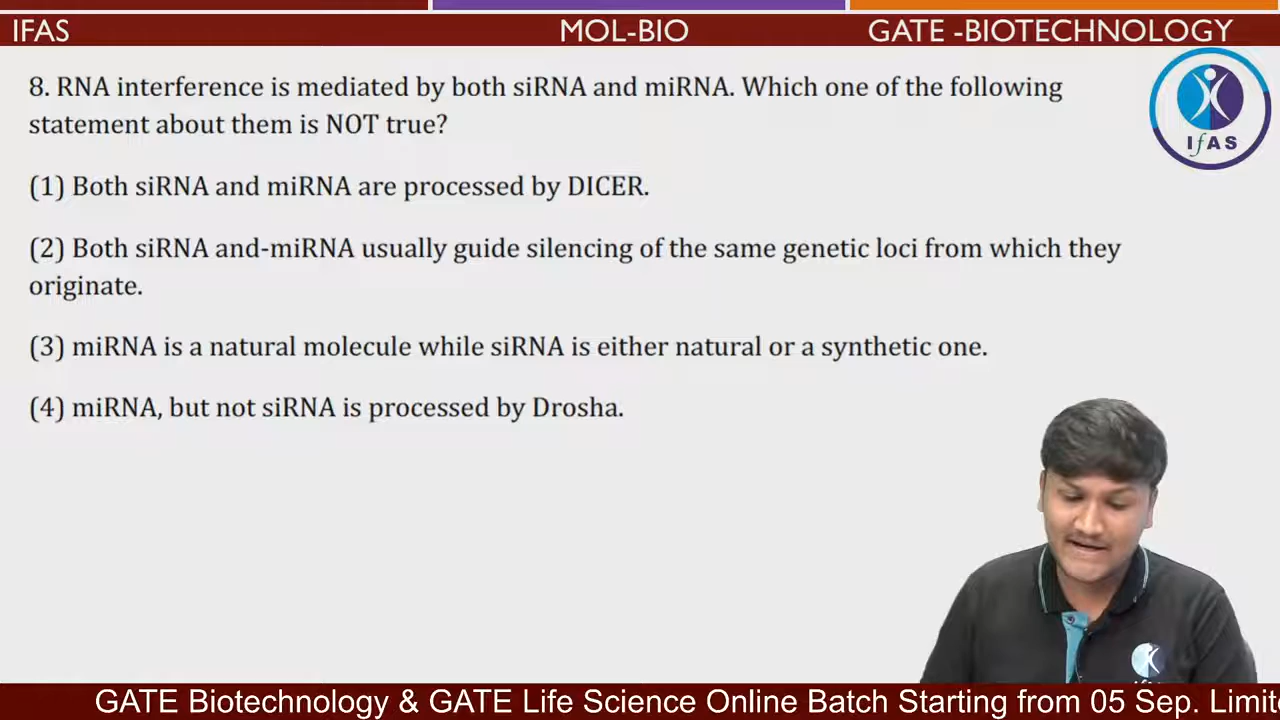 IFAS
MOL-BIO
GATE -BIOTECHNOLOGY
8. RNA interference is mediated by both siRNA and miRNA. Which one of the following
statement about them is NOT true?
IfAS
(1) Both siRNA and miRNA are processed by DICER.
(2) Both siRNA and-miRNA usually guide silencing of the same genetic loci from which they
originate.
(3) miRNA is a natural molecule while siRNA is either natural or a synthetic one.
(4) miRNA, but not siRNA is processed by Drosha.
GATE Biotechnology & GATE Life Science Online Batch Starting from 05 Sep. Limit